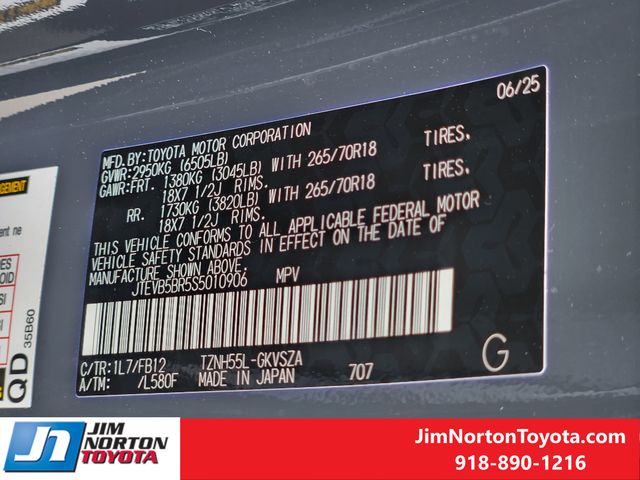 06/25
MFD. BY: TOYOTA MOTOR CORPORATION
GVWR: 2950KG (6505LB)
GAWR: FRT. 1380KG (3045LB) WITH 265/70R18 TIRES,
18X7 1/2J RIMS.
RR. 1730KG (3820LB) WITH 265/70R18 TIRES,
18X7 1/2J RIMS.
THIS VEHICLE CONFORMS TO ALL APPLICABLE FEDERAL MOTOR
VEHICLE SAFETY STANDARDS IN EFFECT ON THE DATE OF
MANUFACTURE SHOWN ABOVE.
JTEVB5BR5S5010906 MPV
C/TR: 1L7/FB12 TZNH55L-GKVSZA
A/TM: /L580F MADE IN JAPAN 707
G
QD
35B60
JIM
NORTON
TOYOTA
JimNortonToyota.com
918-890-1216